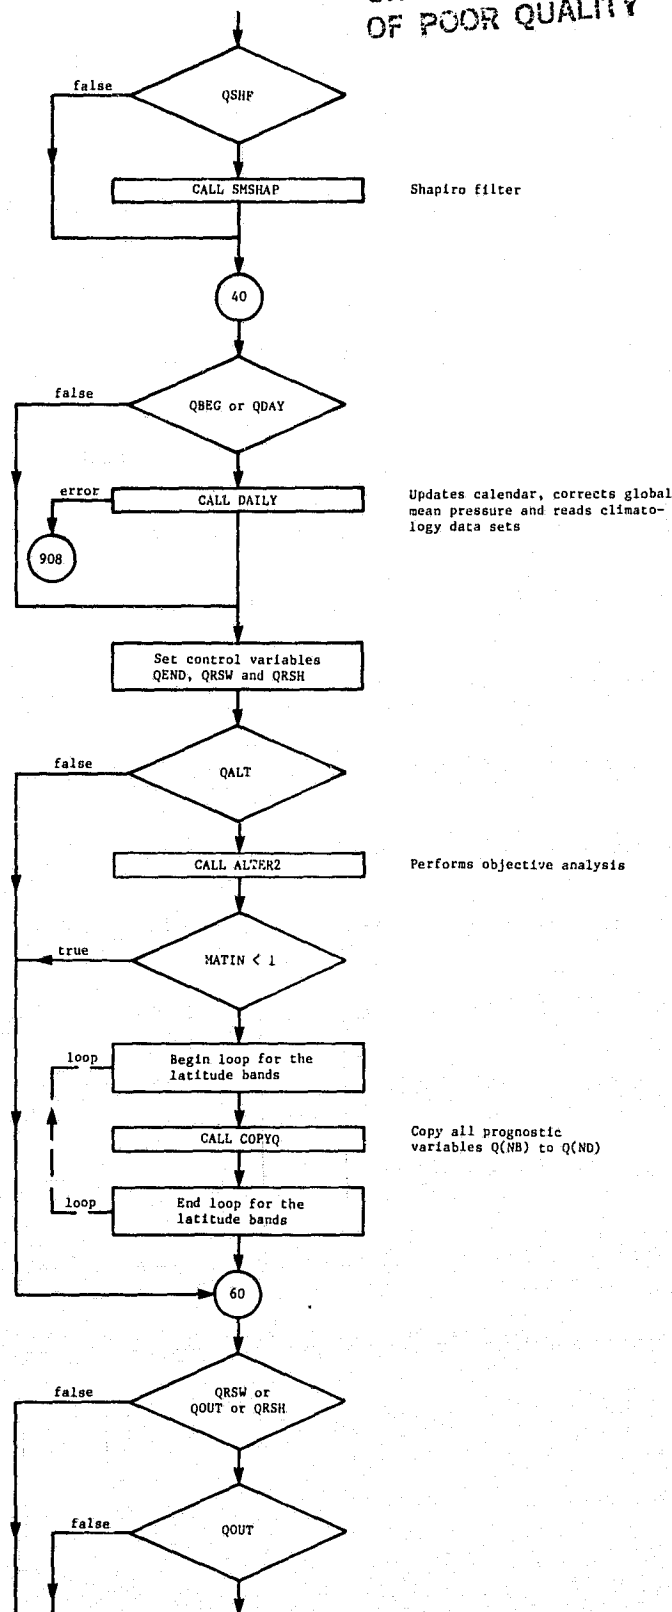 OF POOR QUALITY
false
QSHF
CALL SMSHAP
Shapiro filter
40
false
QBEG or QDAY
error
CALL DAILY
Updates calendar, corrects global
mean pressure and reads climato-
logy data sets
908
Set control variables
QEND, QRSW and QRSH
false
QALT
CALL ALTER2
Performs objective analysis
true
MATIN < 1
loop
Begin loop for the
latitude bands
CALL COPYQ
Copy all prognostic
variables Q(NB) to Q(ND)
loop
End loop for the
latitude bands
60
false
QRSW or
QOUT or QRSH
false
QOUT